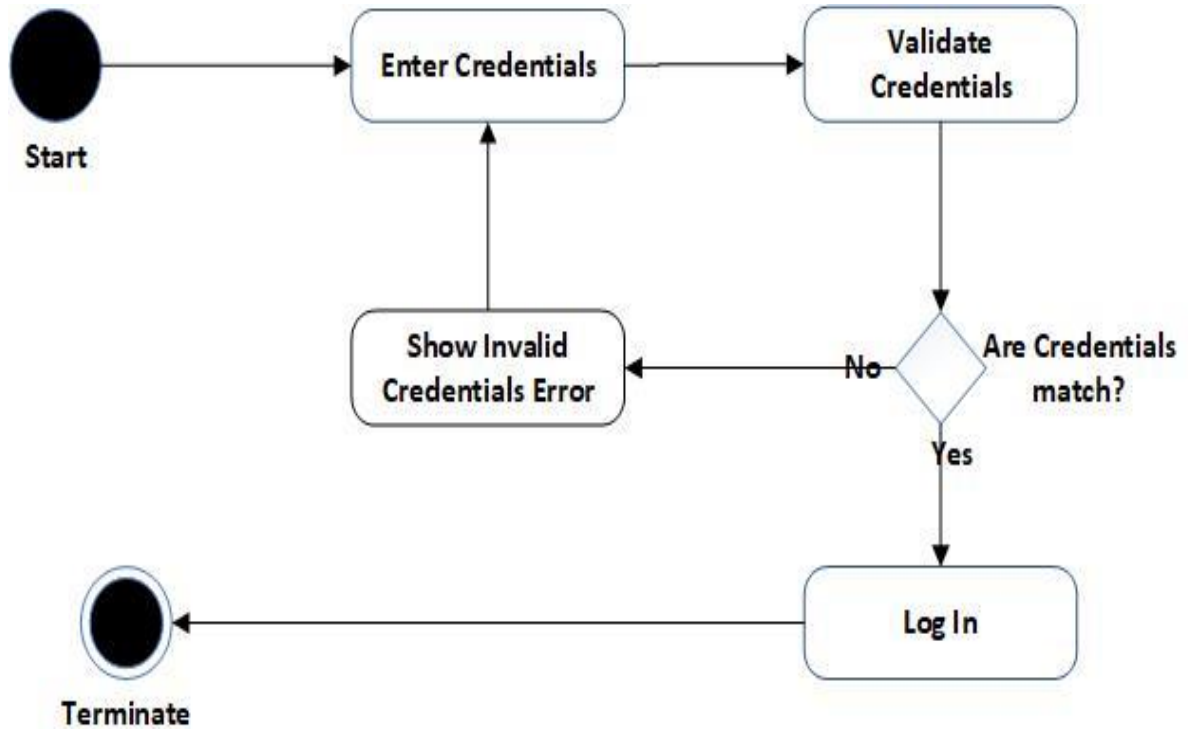 Enter Credentials
Validate
Credentials
Start
Show Invalid
Credentials Error
No
Are Credentials
match?
Yes
Log In
Terminate